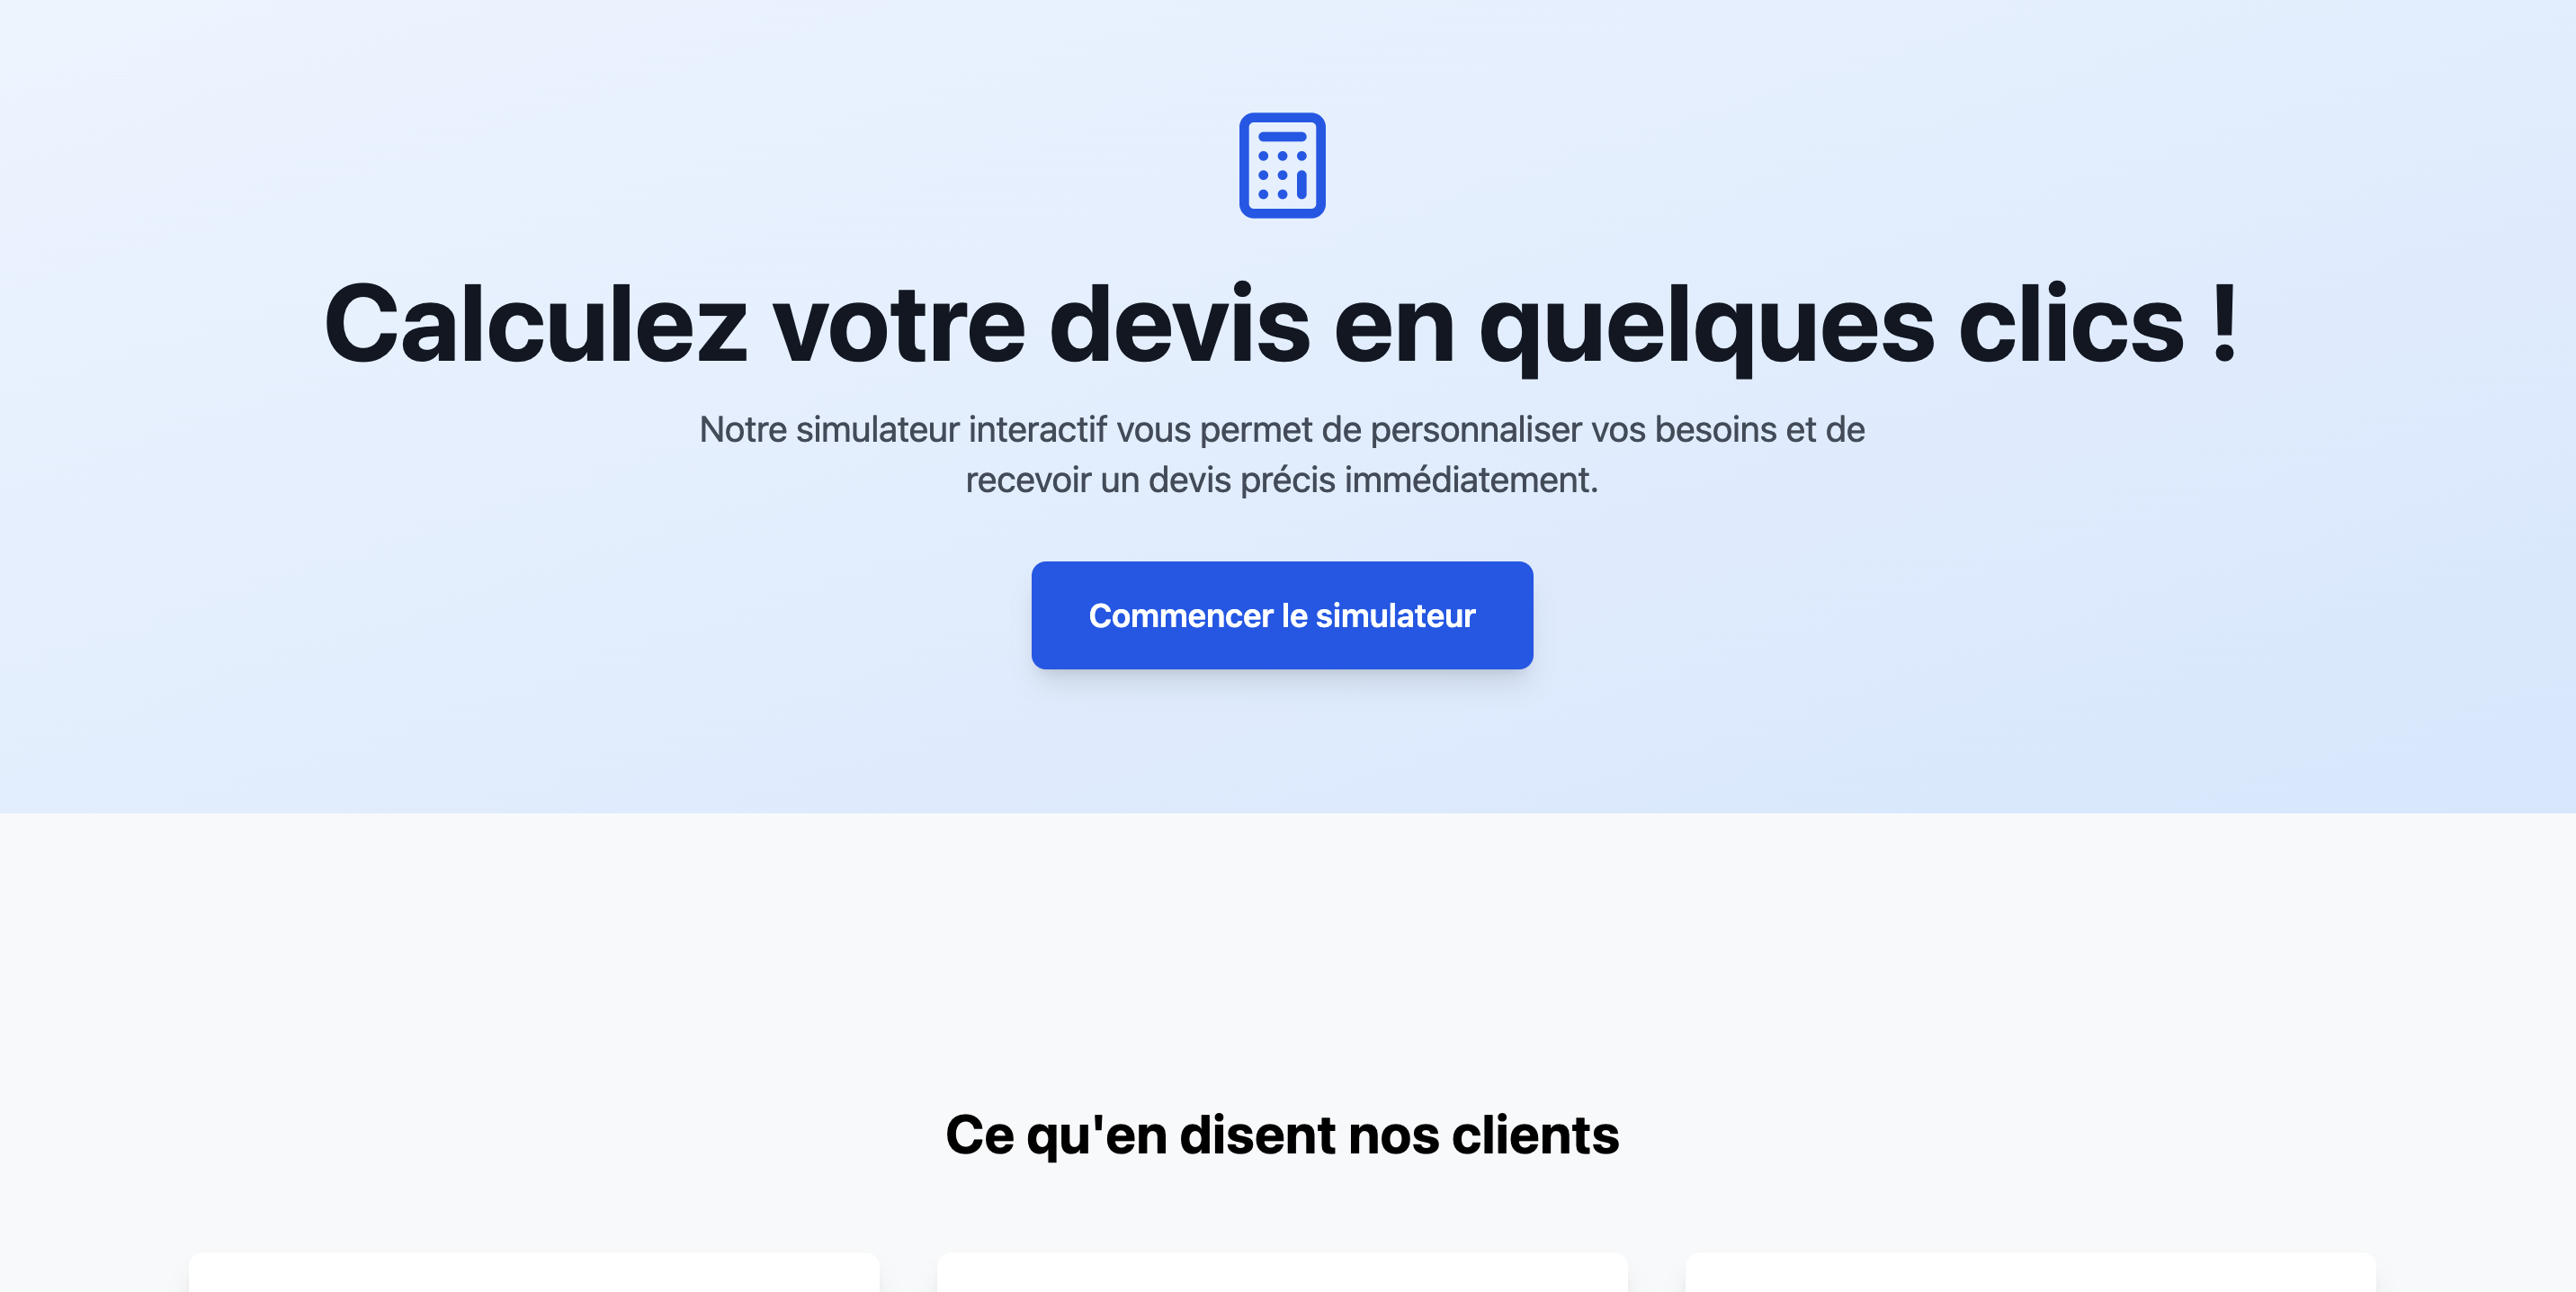 Calculez votre devis en quelques clics !
Notre simulateur interactif vous permet de personnaliser vos besoins et de
recevoir un devis précis immédiatement.
Commencer le simulateur
Ce qu'en disent nos clients